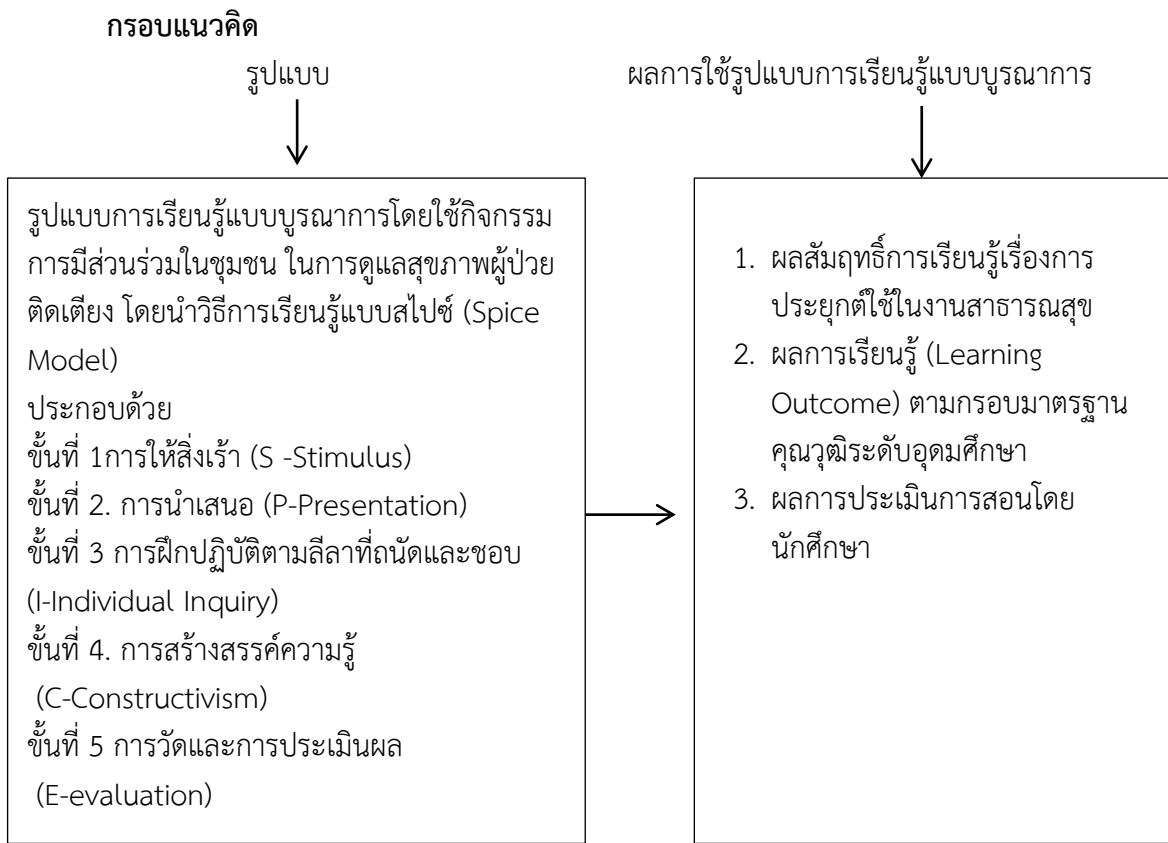 กรอบแนวคิด
รูปแบบ
ผลการใช้รูปแบบการเรียนรู้แบบบูรณาการ
รูปแบบการเรียนรู้แบบบูรณาการโดยใช้กิจกรรม
การมีส่วนร่วมในชุมชน ในการดูแลสุขภาพผู้ป่วย
ติดเตียง โดยนำวิธีการเรียนรู้แบบสไปซ์ (Spice
Model)
ประกอบด้วย
ขั้นที่ 1การให้สิ่งเร้า (S -Stimulus)
ขั้นที่ 2. การนำเสนอ (P-Presentation)
ขั้นที่ 3 การฝึกปฏิบัติตามลีลาที่ถนัดและชอบ
(I-Individual Inquiry)
ขั้นที่ 4. การสร้างสรรค์ความรู้
(C-Constructivism)
ขั้นที่ 5 การวัดและการประเมินผล
(E-evaluation)
1. ผลสัมฤทธิ์การเรียนรู้เรื่องการ
ประยุกต์ใช้ในงานสาธารณสุข
2. ผลการเรียนรู้ (Learning
Outcome) ตามกรอบมาตรฐาน
คุณวุฒิระดับอุดมศึกษา
3. ผลการประเมินการสอนโดย
นักศึกษา